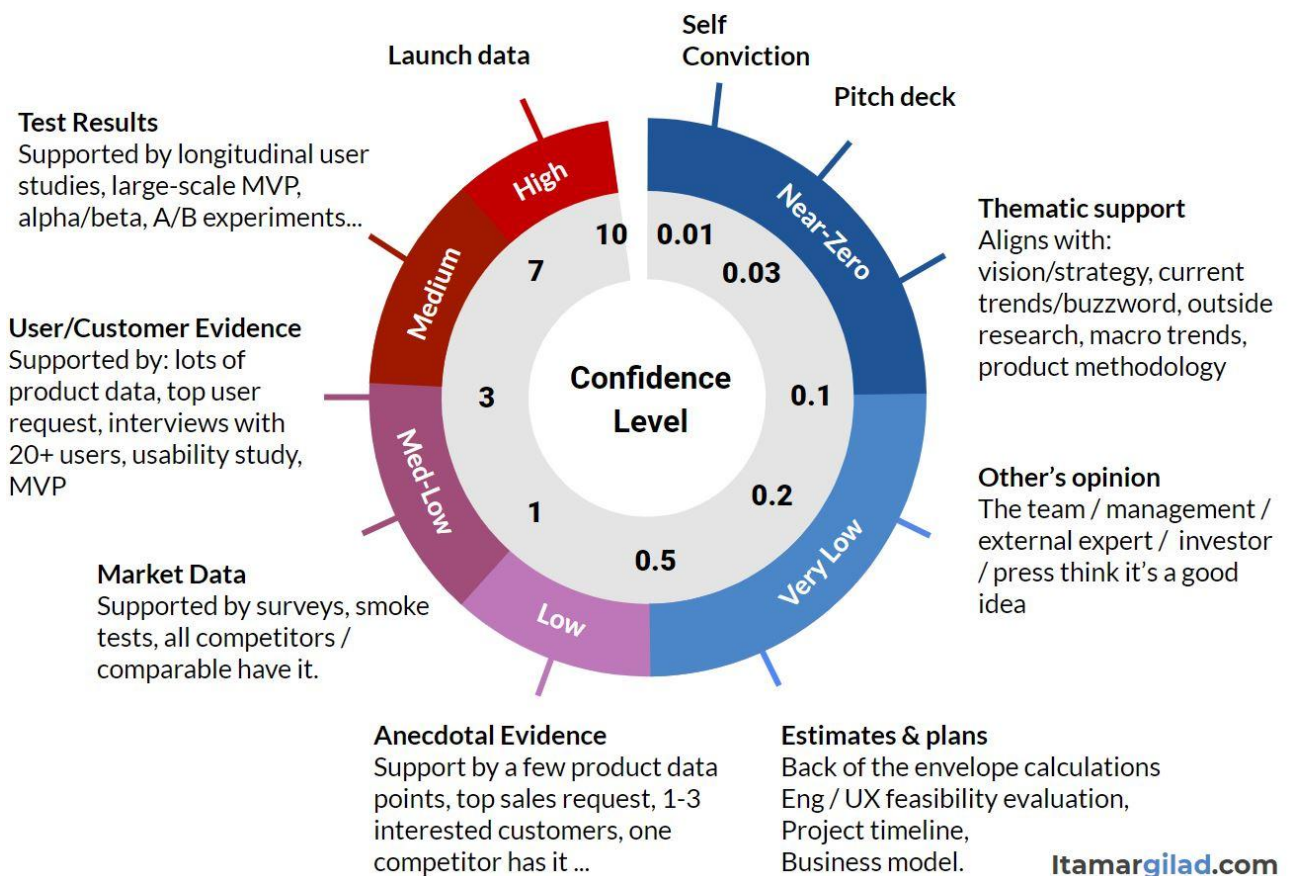 Self
Conviction
Launch data
Pitch deck
Test Results
Supported by longitudinal user
studies, large-scale MVP,
alpha/beta, A/B experiments...
High
Near-Zero
Thematic support
Aligns with:
vision/strategy, current
trends/buzzword, outside
research, macro trends,
product methodology
10
0.01
7
0.03
Medium
User/Customer Evidence
Supported by: lots of
product data, top user
request, interviews with
20+ users, usability study,
MVP
Confidence
Level
3
0.1
Med-Low
Other's opinion
The team / management /
external expert / investor
/ press think it's a good
idea
1
0.2
0.5
Very Low
Low
Market Data
Supported by surveys, smoke
tests, all competitors /
comparable have it.
Anecdotal Evidence
Support by a few product data
points, top sales request, 1-3
interested customers, one
competitor has it ...
Estimates & plans
Back of the envelope calculations
Eng / UX feasibility evaluation,
Project timeline,
Business model.
Itamargilad.com